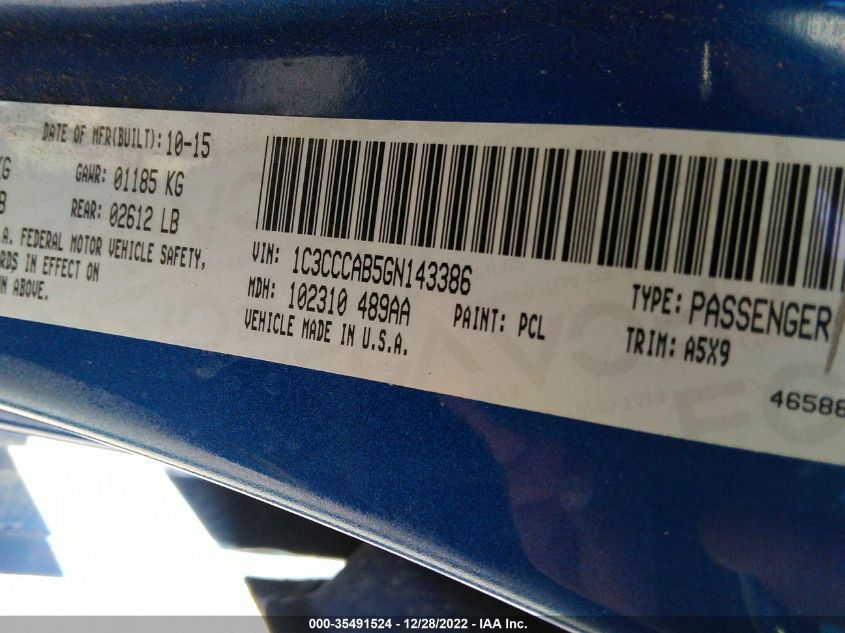 DATE OF MFR(BUILT): 10-15
KG GAWR: 01185 KG
B REAR: 02612 LB
.A. FEDERAL MOTOR VEHICLE SAFETY,
RDS IN EFFECT ON
N ABOVE.
VIN: 1C3CCCAB5GN143386
MDH: 102310 489AA PAINT: PCL
VEHICLE MADE IN U.S.A.
TYPE: PASSENGER
TRIM: A5X9
46588
000-35491524 - 12/28/2022 - IAA Inc.